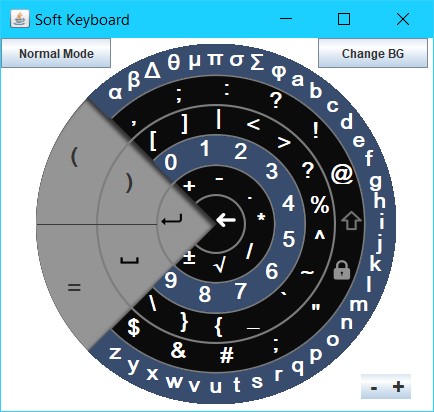 Soft Keyboard
Normal Mode
Change BG
α β Δ θ μ π σ Σ φ a b c d e f g h i j k l m n o p q r s t u v w x y z
, ; : ? ! @ " ; # & $
[ ] | < > ? % ^ ~ ` _ { } \
0 1 2 3 4 5 6 7 8 9
+ - . * / √ ±
( )
=
- +